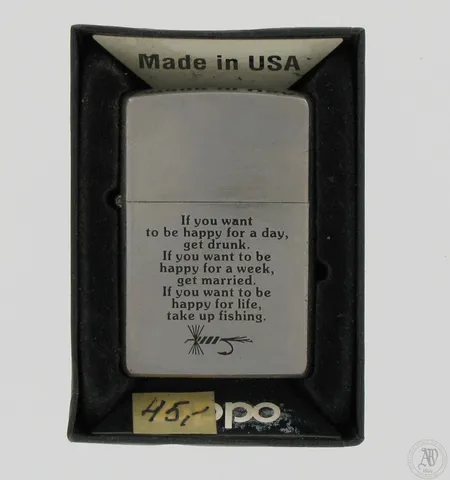 Made in USA
If you want
to be happy for a day,
get drunk.
If you want to be
happy for a week,
get married.
If you want to be
happy for life,
take up fishing.
45,-
ppo